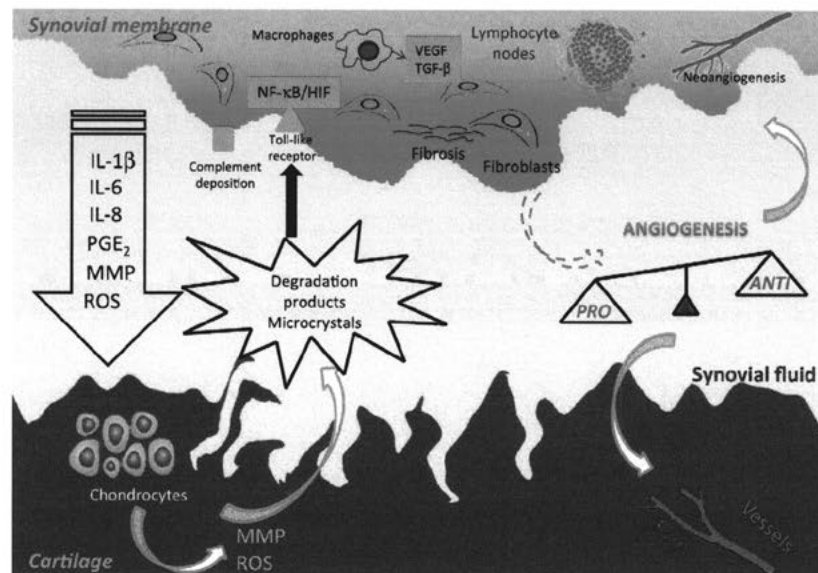 Synovial membrane
Macrophages
VEGF
TGF-β
Lymphocyte
nodes
Neoangiogenesis
NF-κB/HIF
Toll-like
receptor
Complement
deposition
Fibrosis
Fibroblasts
IL-1β
IL-6
IL-8
PGE₂
MMP
ROS
Degradation
products
Microcrystals
ANGIOGENESIS
PRO
ANTI
Synovial fluid
Chondrocytes
MMP
ROS
Vessels
Cartilage